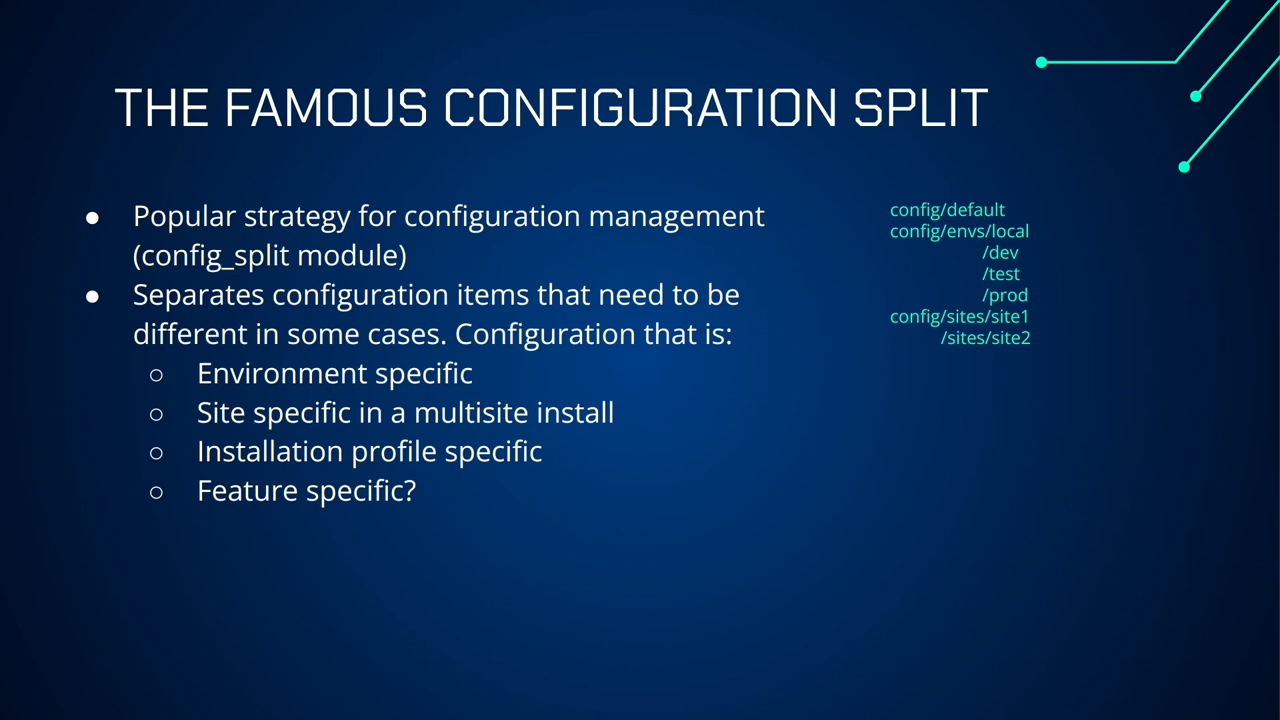 THE FAMOUS CONFIGURATION SPLIT
● Popular strategy for configuration management
(config_split module)
● Separates configuration items that need to be
different in some cases. Configuration that is:
○ Environment specific
○ Site specific in a multisite install
○ Installation profile specific
○ Feature specific?
config/default
config/envs/local
/dev
/test
/prod
config/sites/site1
/sites/site2